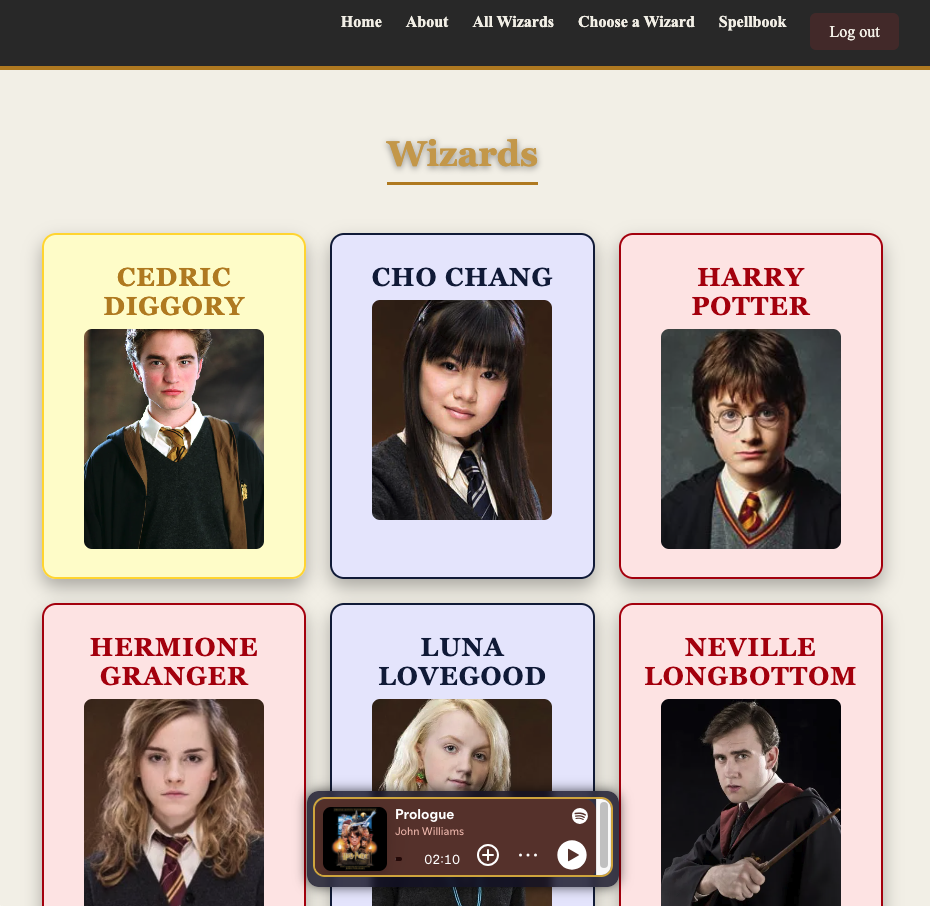 Home About All Wizards Choose a Wizard Spellbook Log out
Wizards
CEDRIC
DIGGORY
CHO CHANG
HARRY
POTTER
HERMIONE
GRANGER
LUNA
LOVEGOOD
NEVILLE
LONGBOTTOM
Prologue
John Williams
02:10